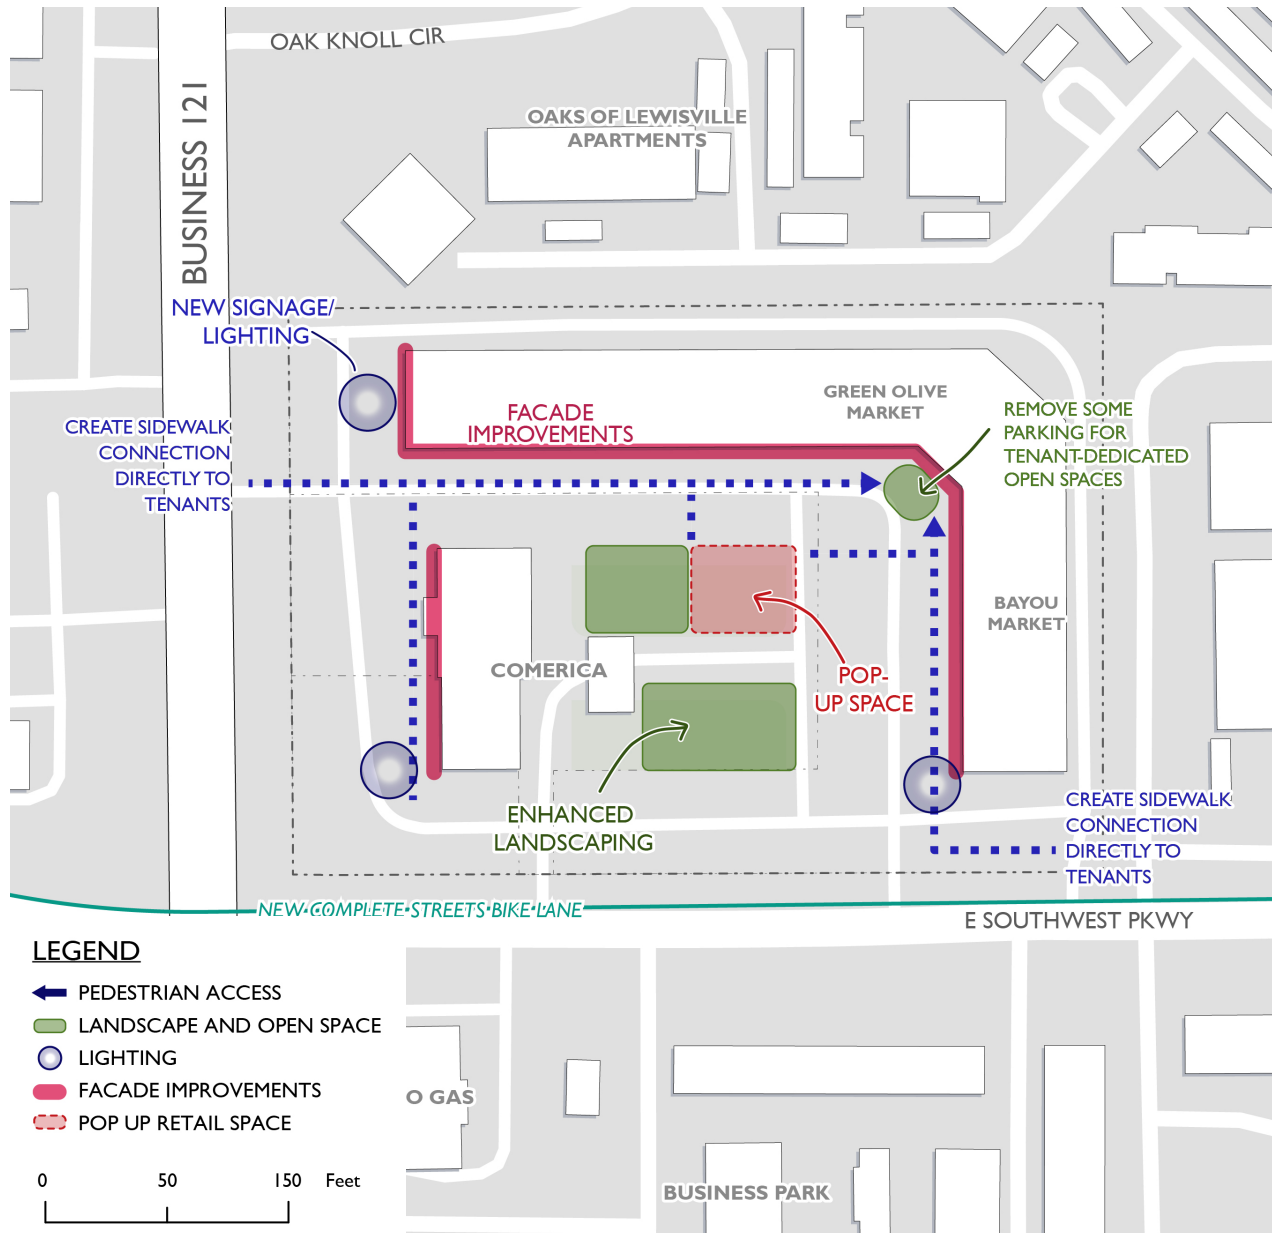 OAK KNOLL CIR
BUSINESS 121
OAKS OF LEWISVILLE
APARTMENTS
NEW SIGNAGE/
LIGHTING
GREEN OLIVE
MARKET
FACADE
IMPROVEMENTS
REMOVE SOME
PARKING FOR
TENANT-DEDICATED
OPEN SPACES
CREATE SIDEWALK
CONNECTION
DIRECTLY TO
TENANTS
BAYOU
MARKET
COMERICA
POP-
UP SPACE
ENHANCED
LANDSCAPING
CREATE SIDEWALK
CONNECTION
DIRECTLY TO
TENANTS
NEW COMPLETE STREETS BIKE LANE
E SOUTHWEST PKWY
LEGEND
PEDESTRIAN ACCESS
LANDSCAPE AND OPEN SPACE
LIGHTING
FACADE IMPROVEMENTS
POP UP RETAIL SPACE
O GAS
0 50 150 Feet
BUSINESS PARK